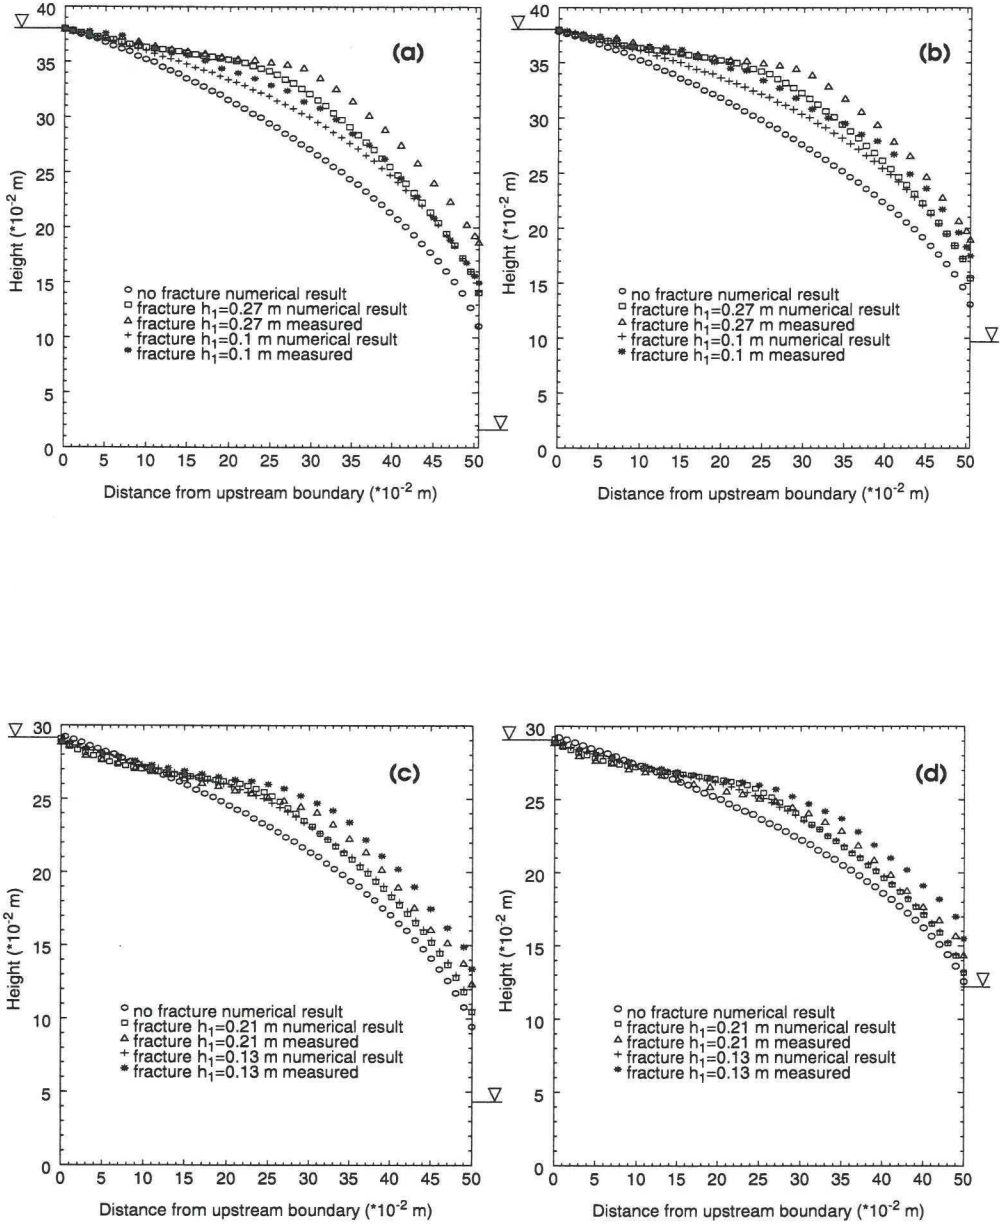 40
35
30
25
20
15
10
5
0
Height (*10-2 m)
(a)
no fracture numerical result
fracture h1=0.27 m numerical result
fracture h1=0.27 m measured
fracture h1=0.1 m numerical result
fracture h1=0.1 m measured
0 5 10 15 20 25 30 35 40 45 50
Distance from upstream boundary (*10-2 m)
40
35
30
25
20
15
10
5
0
Height (*10-2 m)
(b)
no fracture numerical result
fracture h1=0.27 m numerical result
fracture h1=0.27 m measured
fracture h1=0.1 m numerical result
fracture h1=0.1 m measured
0 5 10 15 20 25 30 35 40 45 50
Distance from upstream boundary (*10-2 m)
30
25
20
15
10
5
0
Height (*10-2 m)
(c)
no fracture numerical result
fracture h1=0.21 m numerical result
fracture h1=0.21 m measured
fracture h1=0.13 m numerical result
fracture h1=0.13 m measured
0 5 10 15 20 25 30 35 40 45 50
Distance from upstream boundary (*10-2 m)
30
25
20
15
10
5
0
Height (*10-2 m)
(d)
no fracture numerical result
fracture h1=0.21 m numerical result
fracture h1=0.21 m measured
fracture h1=0.13 m numerical result
fracture h1=0.13 m measured
0 5 10 15 20 25 30 35 40 45 50
Distance from upstream boundary (*10-2 m)